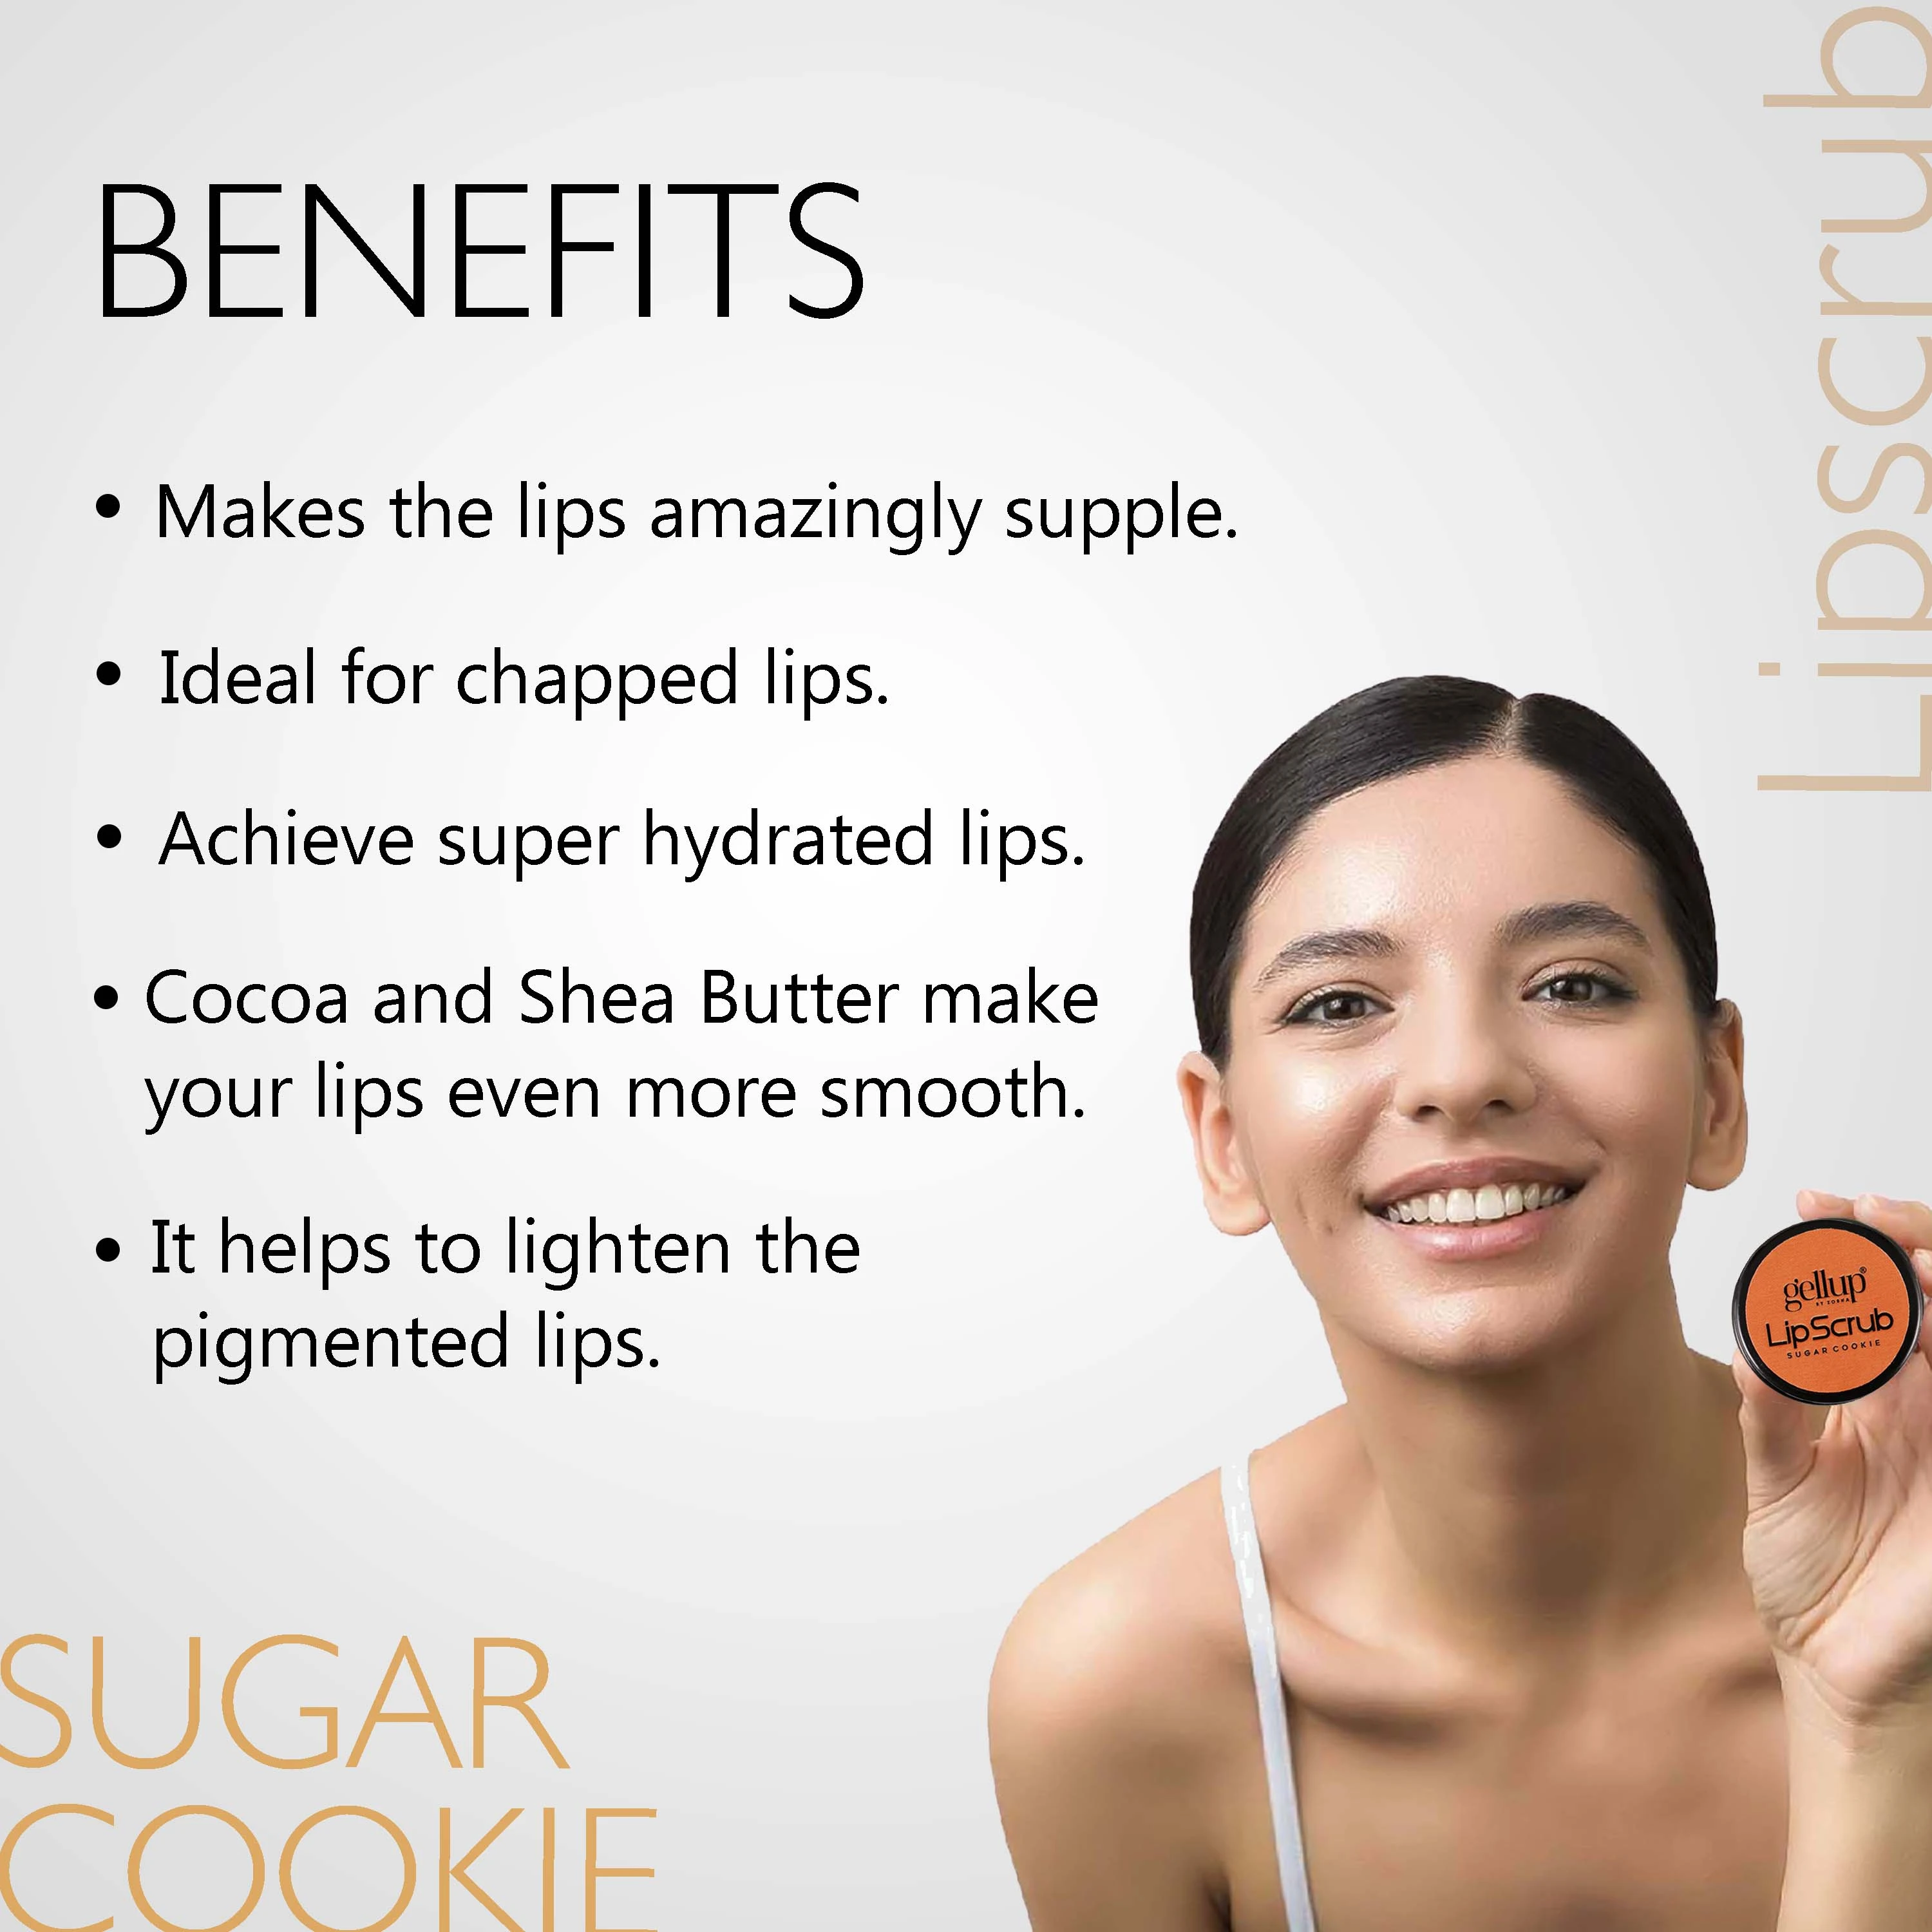 Lipscrub
BENEFITS
• Makes the lips amazingly supple.
• Ideal for chapped lips.
• Achieve super hydrated lips.
• Cocoa and Shea Butter make
your lips even more smooth.
• It helps to lighten the
pigmented lips.
gellup®
LipScrub
SUGAR COOKIE
SUGAR
COOKIE